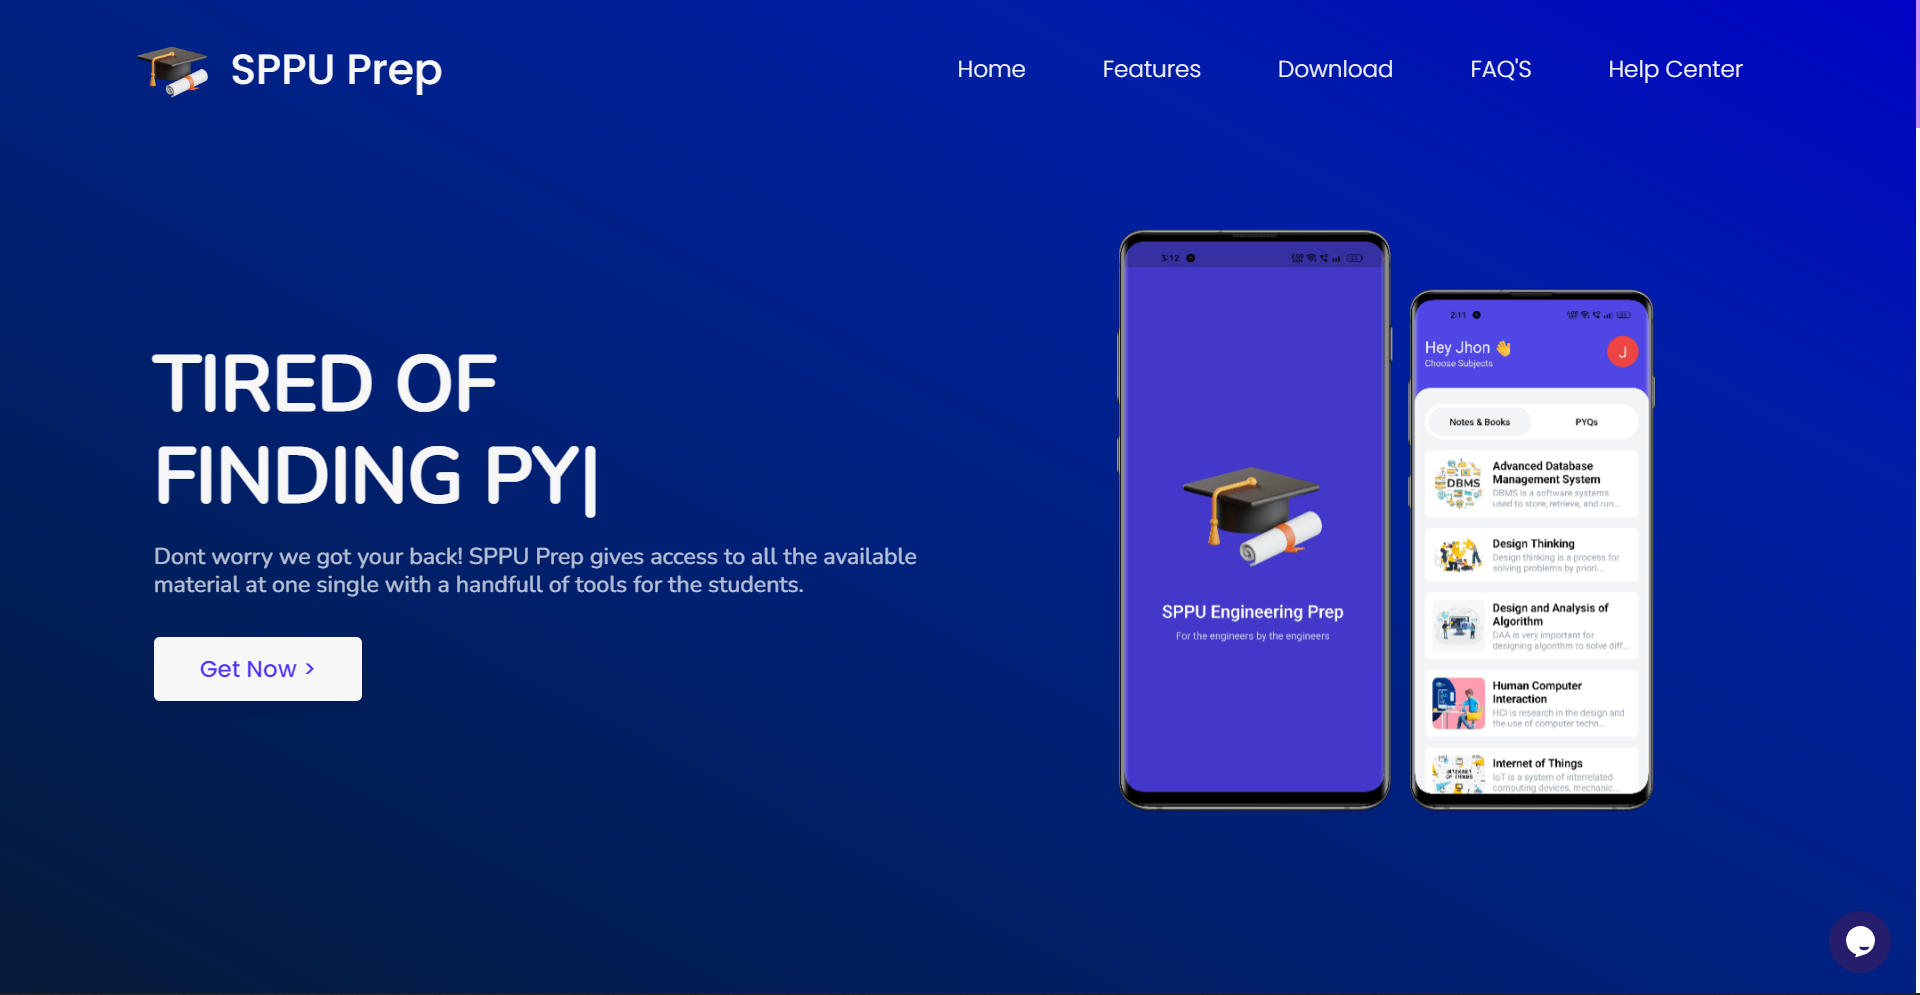 SPPU Prep
Home
Features
Download
FAQ'S
Help Center
TIRED OF
FINDING PY|
Dont worry we got your back! SPPU Prep gives access to all the available
material at one single with a handfull of tools for the students.
Get Now >
3:12
SPPU Engineering Prep
For the engineers by the engineers
2:11
Hey Jhon 👋
Choose Subjects
J
Notes & Books
PYQs
DBMS
Advanced Database
Management System
DBMS is a software systems
used to store, retrieve, and run...
Design Thinking
Design thinking is a process for
solving problems by priori...
Design and Analysis of
Algorithm
DAA is very important for
designing algorithm to solve diff...
Human Computer
Interaction
HCI is research in the design and
the use of computer techn...
INTERNET
OF THINGS
Internet of Things
IoT is a system of interrelated
computing devices, mechanic...